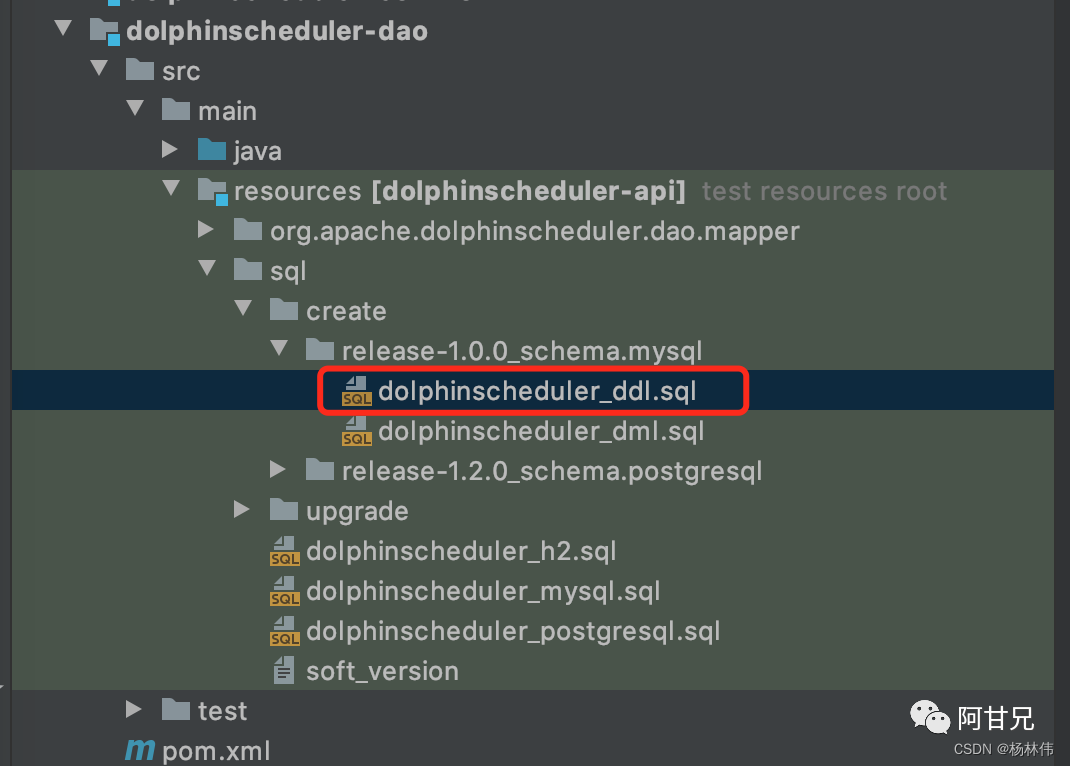 dolphinscheduler-dao
src
main
java
resources [dolphinscheduler-api] test resources root
org.apache.dolphinscheduler.dao.mapper
sql
create
release-1.0.0_schema.mysql
SQL dolphinscheduler_ddl.sql
SQL dolphinscheduler_dml.sql
release-1.2.0_schema.postgresql
upgrade
SQL dolphinscheduler_h2.sql
SQL dolphinscheduler_mysql.sql
SQL dolphinscheduler_postgresql.sql
soft_version
test
m pom.xml
阿甘兄
CSDN @杨林伟